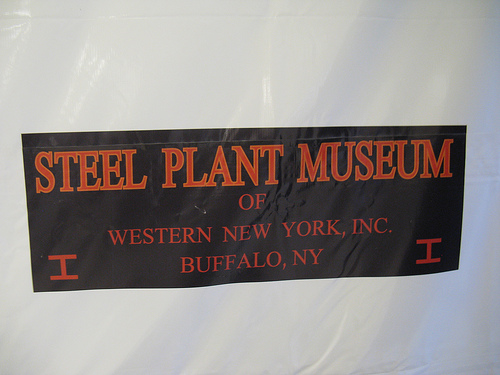 STEEL PLANT MUSEUM
OF
WESTERN NEW YORK, INC.
BUFFALO, NY